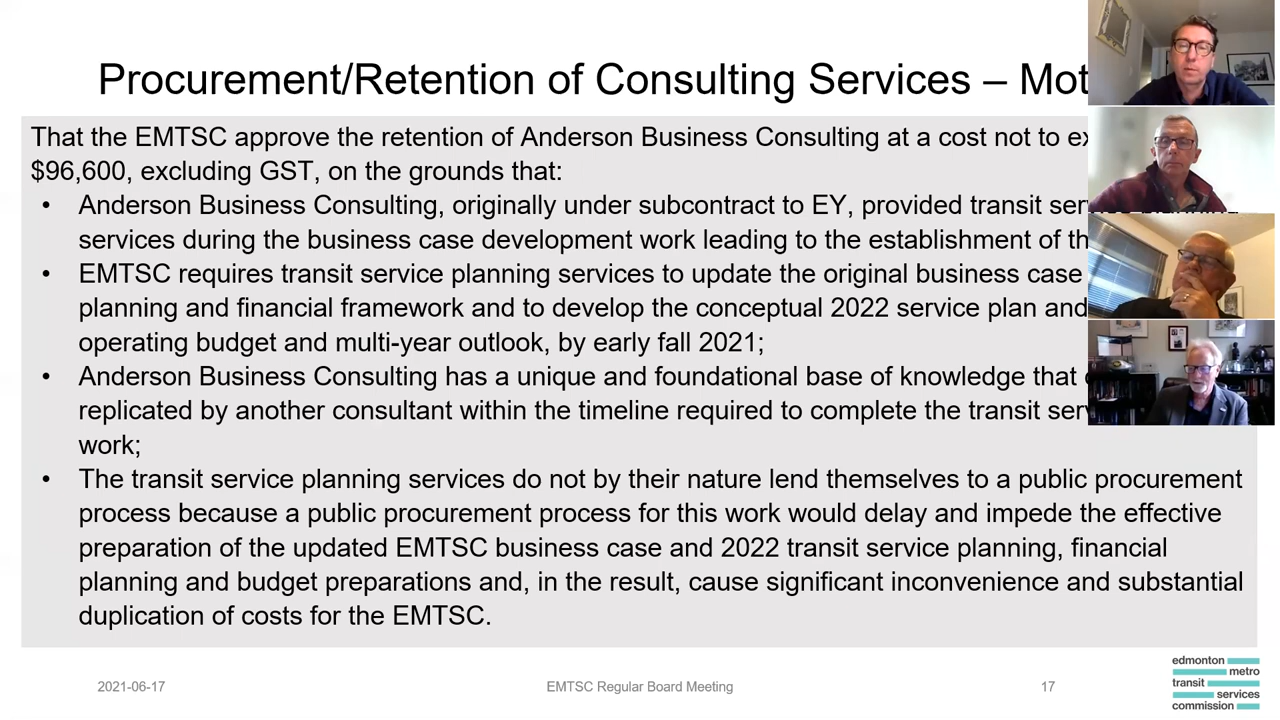 Procurement/Retention of Consulting Services – Mot
That the EMTSC approve the retention of Anderson Business Consulting at a cost not to
$96,600, excluding GST, on the grounds that:
• Anderson Business Consulting, originally under subcontract to EY, provided transit
services during the business case development work leading to the establishment of
• EMTSC requires transit service planning services to update the original business case
planning and financial framework and to develop the conceptual 2022 service plan and
operating budget and multi-year outlook, by early fall 2021;
• Anderson Business Consulting has a unique and foundational base of knowledge that
replicated by another consultant within the timeline required to complete the transit
work;
• The transit service planning services do not by their nature lend themselves to a public procurement
process because a public procurement process for this work would delay and impede the effective
preparation of the updated EMTSC business case and 2022 transit service planning, financial
planning and budget preparations and, in the result, cause significant inconvenience and substantial
duplication of costs for the EMTSC.
2021-06-17
EMTSC Regular Board Meeting
17
edmonton
metro
transit
services
commission